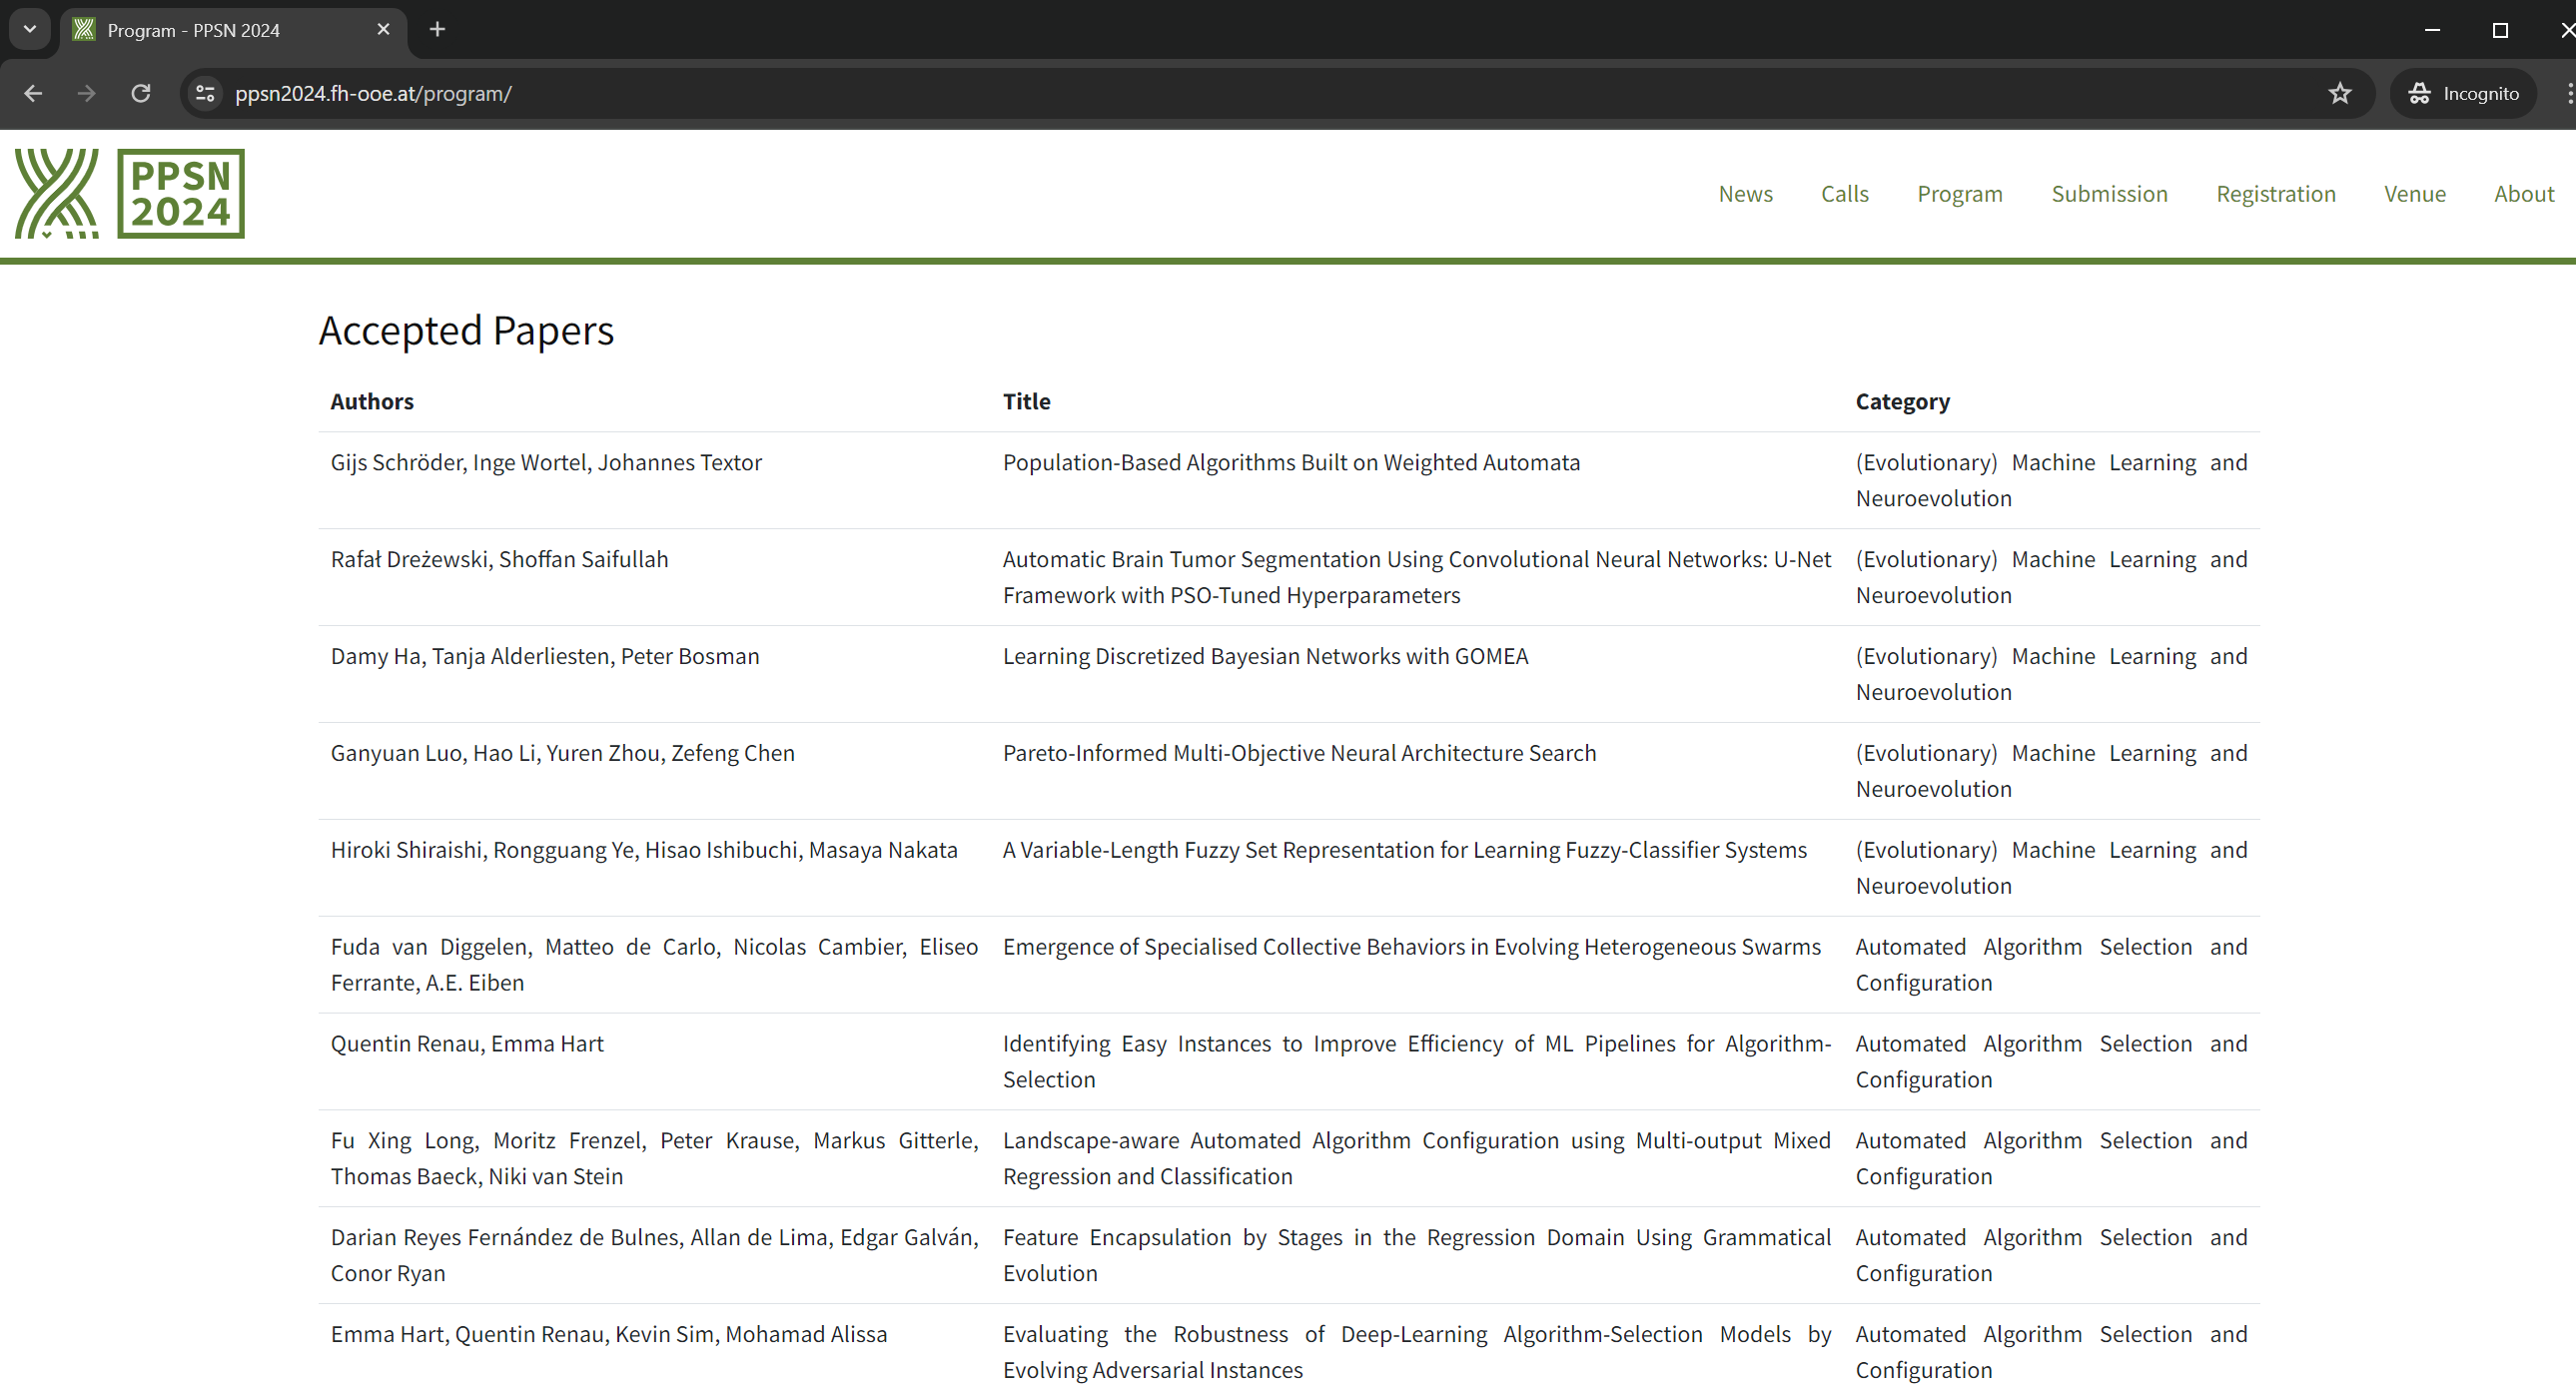 Program - PPSN 2024
ppsn2024.fh-ooe.at/program/
Incognito
PPSN
2024
News Calls Program Submission Registration Venue About
Accepted Papers
Authors Title Category
Gijs Schröder, Inge Wortel, Johannes Textor Population-Based Algorithms Built on Weighted Automata (Evolutionary) Machine Learning and
Neuroevolution
Rafał Dreżewski, Shoffan Saifullah Automatic Brain Tumor Segmentation Using Convolutional Neural Networks: U-Net (Evolutionary) Machine Learning and
Framework with PSO-Tuned Hyperparameters Neuroevolution
Damy Ha, Tanja Alderliesten, Peter Bosman Learning Discretized Bayesian Networks with GOMEA (Evolutionary) Machine Learning and
Neuroevolution
Ganyuan Luo, Hao Li, Yuren Zhou, Zefeng Chen Pareto-Informed Multi-Objective Neural Architecture Search (Evolutionary) Machine Learning and
Neuroevolution
Hiroki Shiraishi, Rongguang Ye, Hisao Ishibuchi, Masaya Nakata A Variable-Length Fuzzy Set Representation for Learning Fuzzy-Classifier Systems (Evolutionary) Machine Learning and
Neuroevolution
Fuda van Diggelen, Matteo de Carlo, Nicolas Cambier, Eliseo Emergence of Specialised Collective Behaviors in Evolving Heterogeneous Swarms Automated Algorithm Selection and
Ferrante, A.E. Eiben Configuration
Quentin Renau, Emma Hart Identifying Easy Instances to Improve Efficiency of ML Pipelines for Algorithm- Automated Algorithm Selection and
Selection Configuration
Fu Xing Long, Moritz Frenzel, Peter Krause, Markus Gitterle, Landscape-aware Automated Algorithm Configuration using Multi-output Mixed Automated Algorithm Selection and
Thomas Baeck, Niki van Stein Regression and Classification Configuration
Darian Reyes Fernández de Bulnes, Allan de Lima, Edgar Galván, Feature Encapsulation by Stages in the Regression Domain Using Grammatical Automated Algorithm Selection and
Conor Ryan Evolution Configuration
Emma Hart, Quentin Renau, Kevin Sim, Mohamad Alissa Evaluating the Robustness of Deep-Learning Algorithm-Selection Models by Automated Algorithm Selection and
Evolving Adversarial Instances Configuration